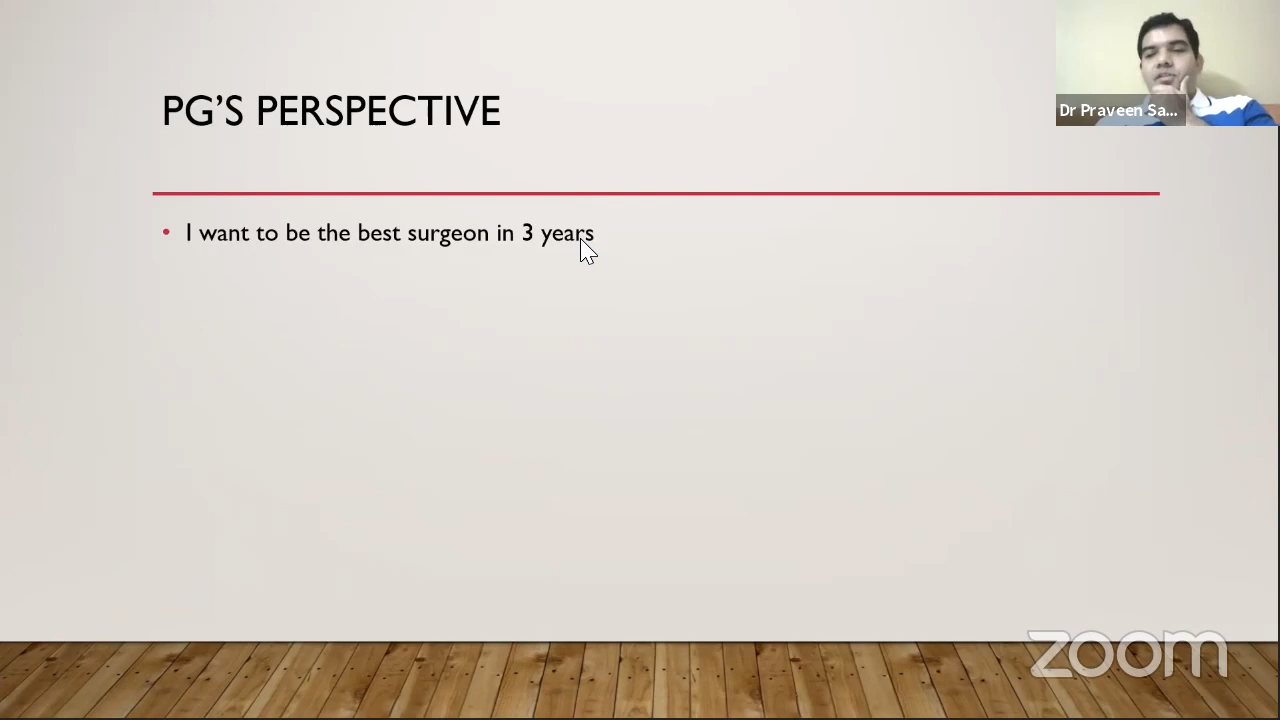 PG'S PERSPECTIVE
Dr Praveen Sa...
• I want to be the best surgeon in 3 years
zoom